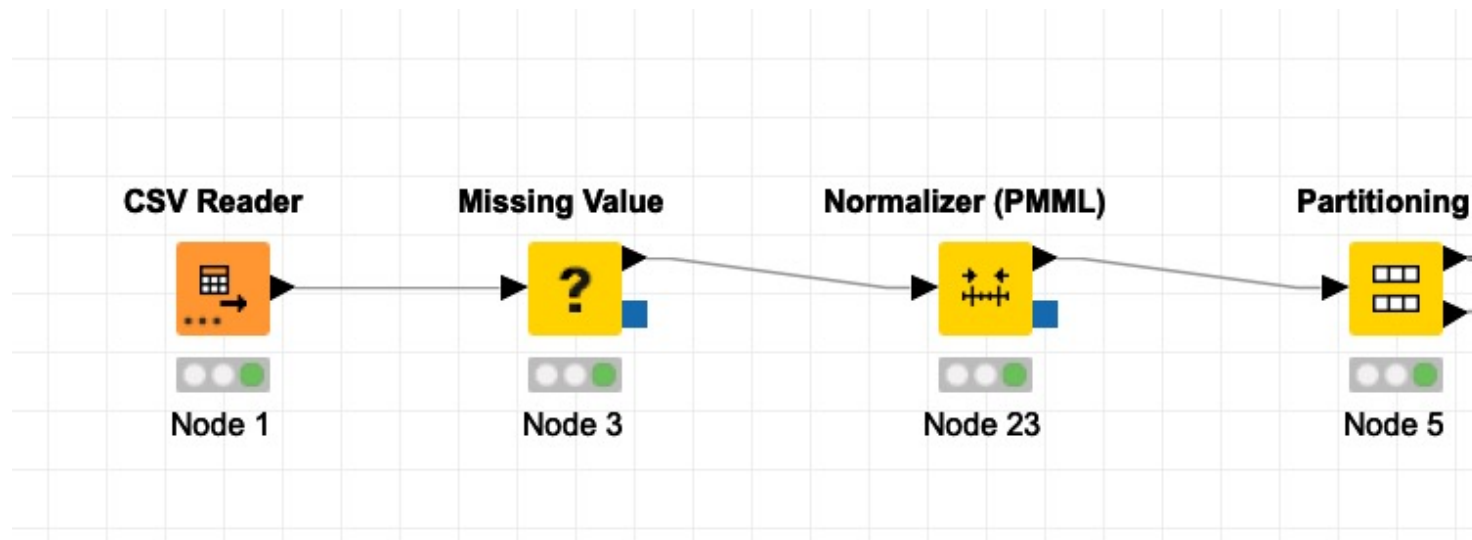 CSV Reader
Missing Value
Normalizer (PMML)
Partitioning
?
Node 1
Node 3
Node 23
Node 5